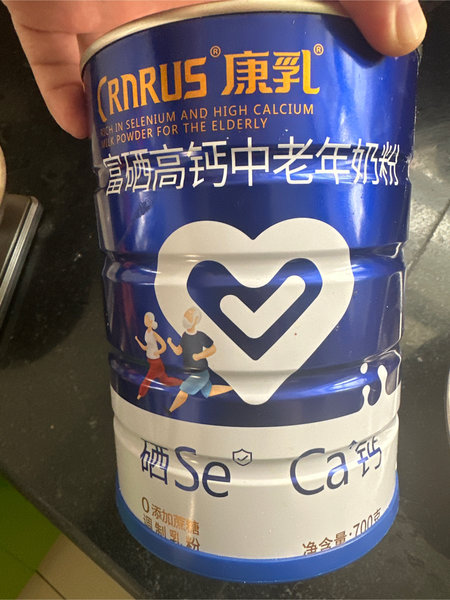 CRNRUS® 康乳®
RICH IN SELENIUM AND HIGH CALCIUM
MILK POWDER FOR THE ELDERLY
富硒高钙中老年奶粉
硒Se Ca钙
0添加蔗糖
调制乳粉
净含量:700克